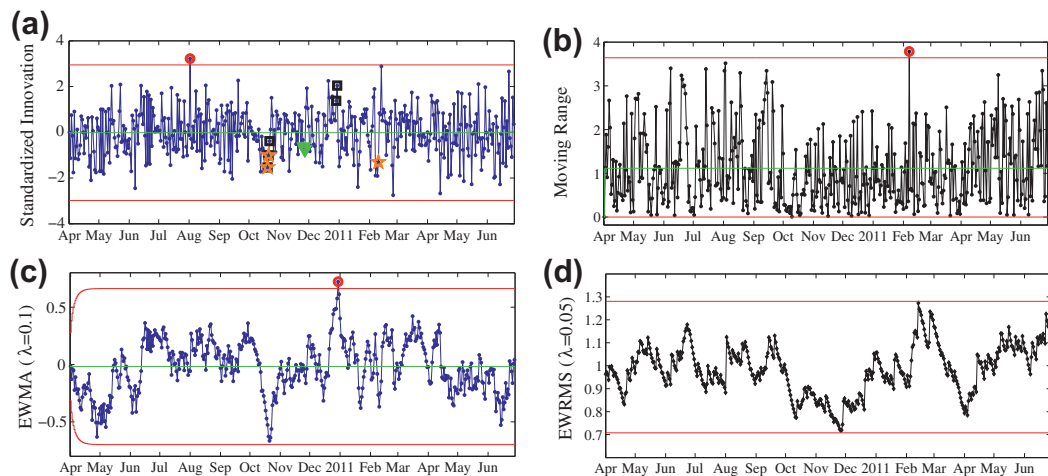 (a)
Standardized Innovation
4
2
0
−2
−4
Apr May Jun Jul Aug Sep Oct Nov Dec 2011 Feb Mar Apr May Jun
(b)
Moving Range
4
3
2
1
0
Apr May Jun Jul Aug Sep Oct Nov Dec 2011 Feb Mar Apr May Jun
(c)
EWMA (λ=0.1)
0.5
0
−0.5
Apr May Jun Jul Aug Sep Oct Nov Dec 2011 Feb Mar Apr May Jun
(d)
EWRMS (λ=0.05)
1.3
1.2
1.1
1
0.9
0.8
0.7
Apr May Jun Jul Aug Sep Oct Nov Dec 2011 Feb Mar Apr May Jun